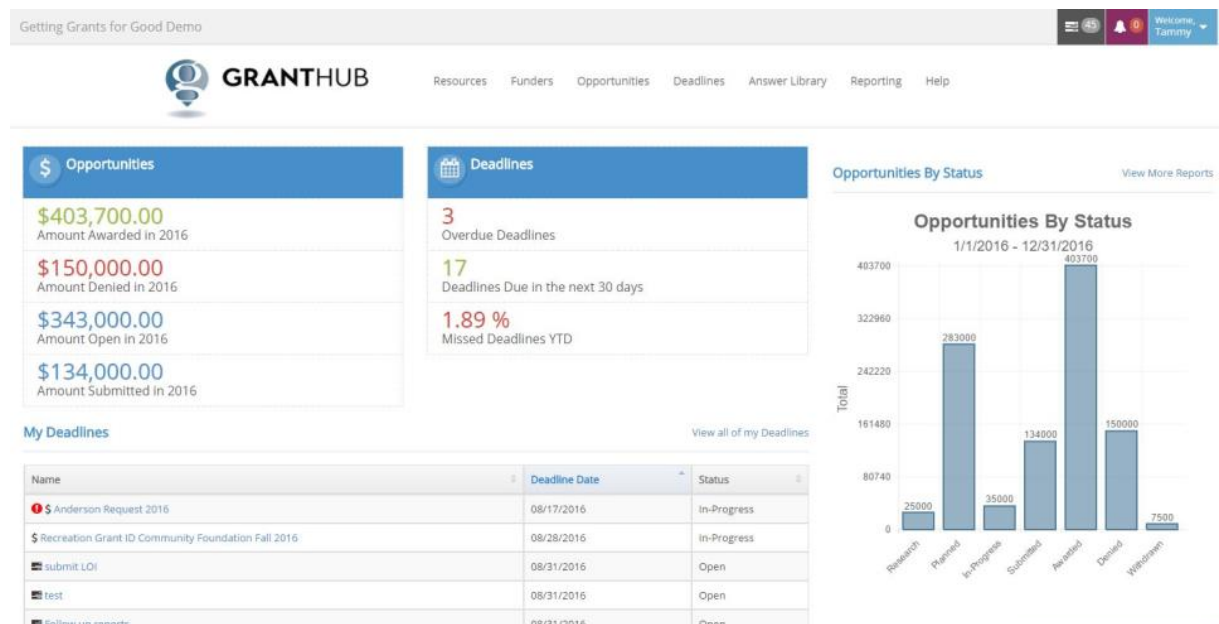 Getting Grants for Good Demo
45
0
Welcome,
Tammy
GRANTHUB
Resources Funders Opportunities Deadlines Answer Library Reporting Help
$ Opportunities
$403,700.00
Amount Awarded in 2016
$150,000.00
Amount Denied in 2016
$343,000.00
Amount Open in 2016
$134,000.00
Amount Submitted in 2016
Deadlines
3
Overdue Deadlines
17
Deadlines Due in the next 30 days
1.89 %
Missed Deadlines YTD
My Deadlines View all of my Deadlines
Name Deadline Date Status
$ Anderson Request 2016 08/17/2016 In-Progress
$ Recreation Grant ID Community Foundation Fall 2016 08/28/2016 In-Progress
submit LOI 08/31/2016 Open
test 08/31/2016 Open
Follow up reports 08/31/2016 Open
Opportunities By Status View More Reports
Opportunities By Status
1/1/2016 - 12/31/2016
Total
403700
322960
242220
161480
80740
0
25000
283000
35000
134000
403700
150000
7500
Research
Planned
In-Progress
Submitted
Awarded
Denied
Withdrawn